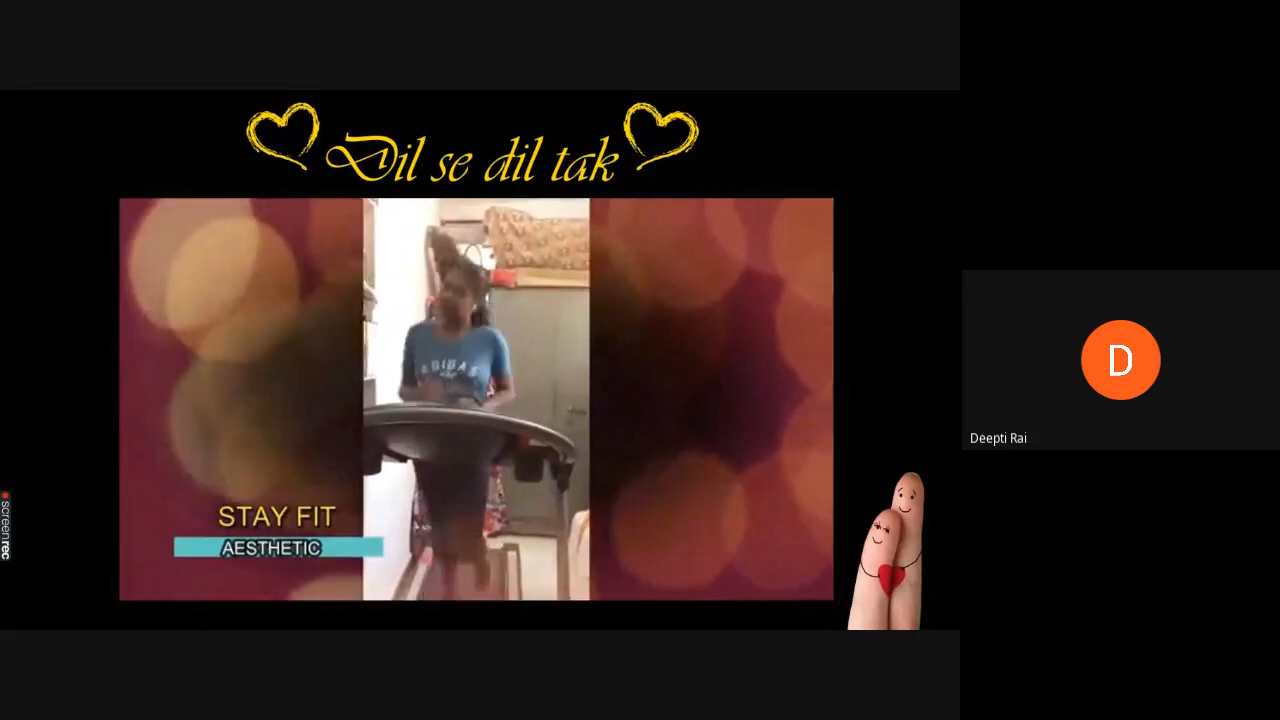 Dil se dil tak
ADIDAS
STAY FIT
AESTHETIC
D
Deepti Rai
screenrec